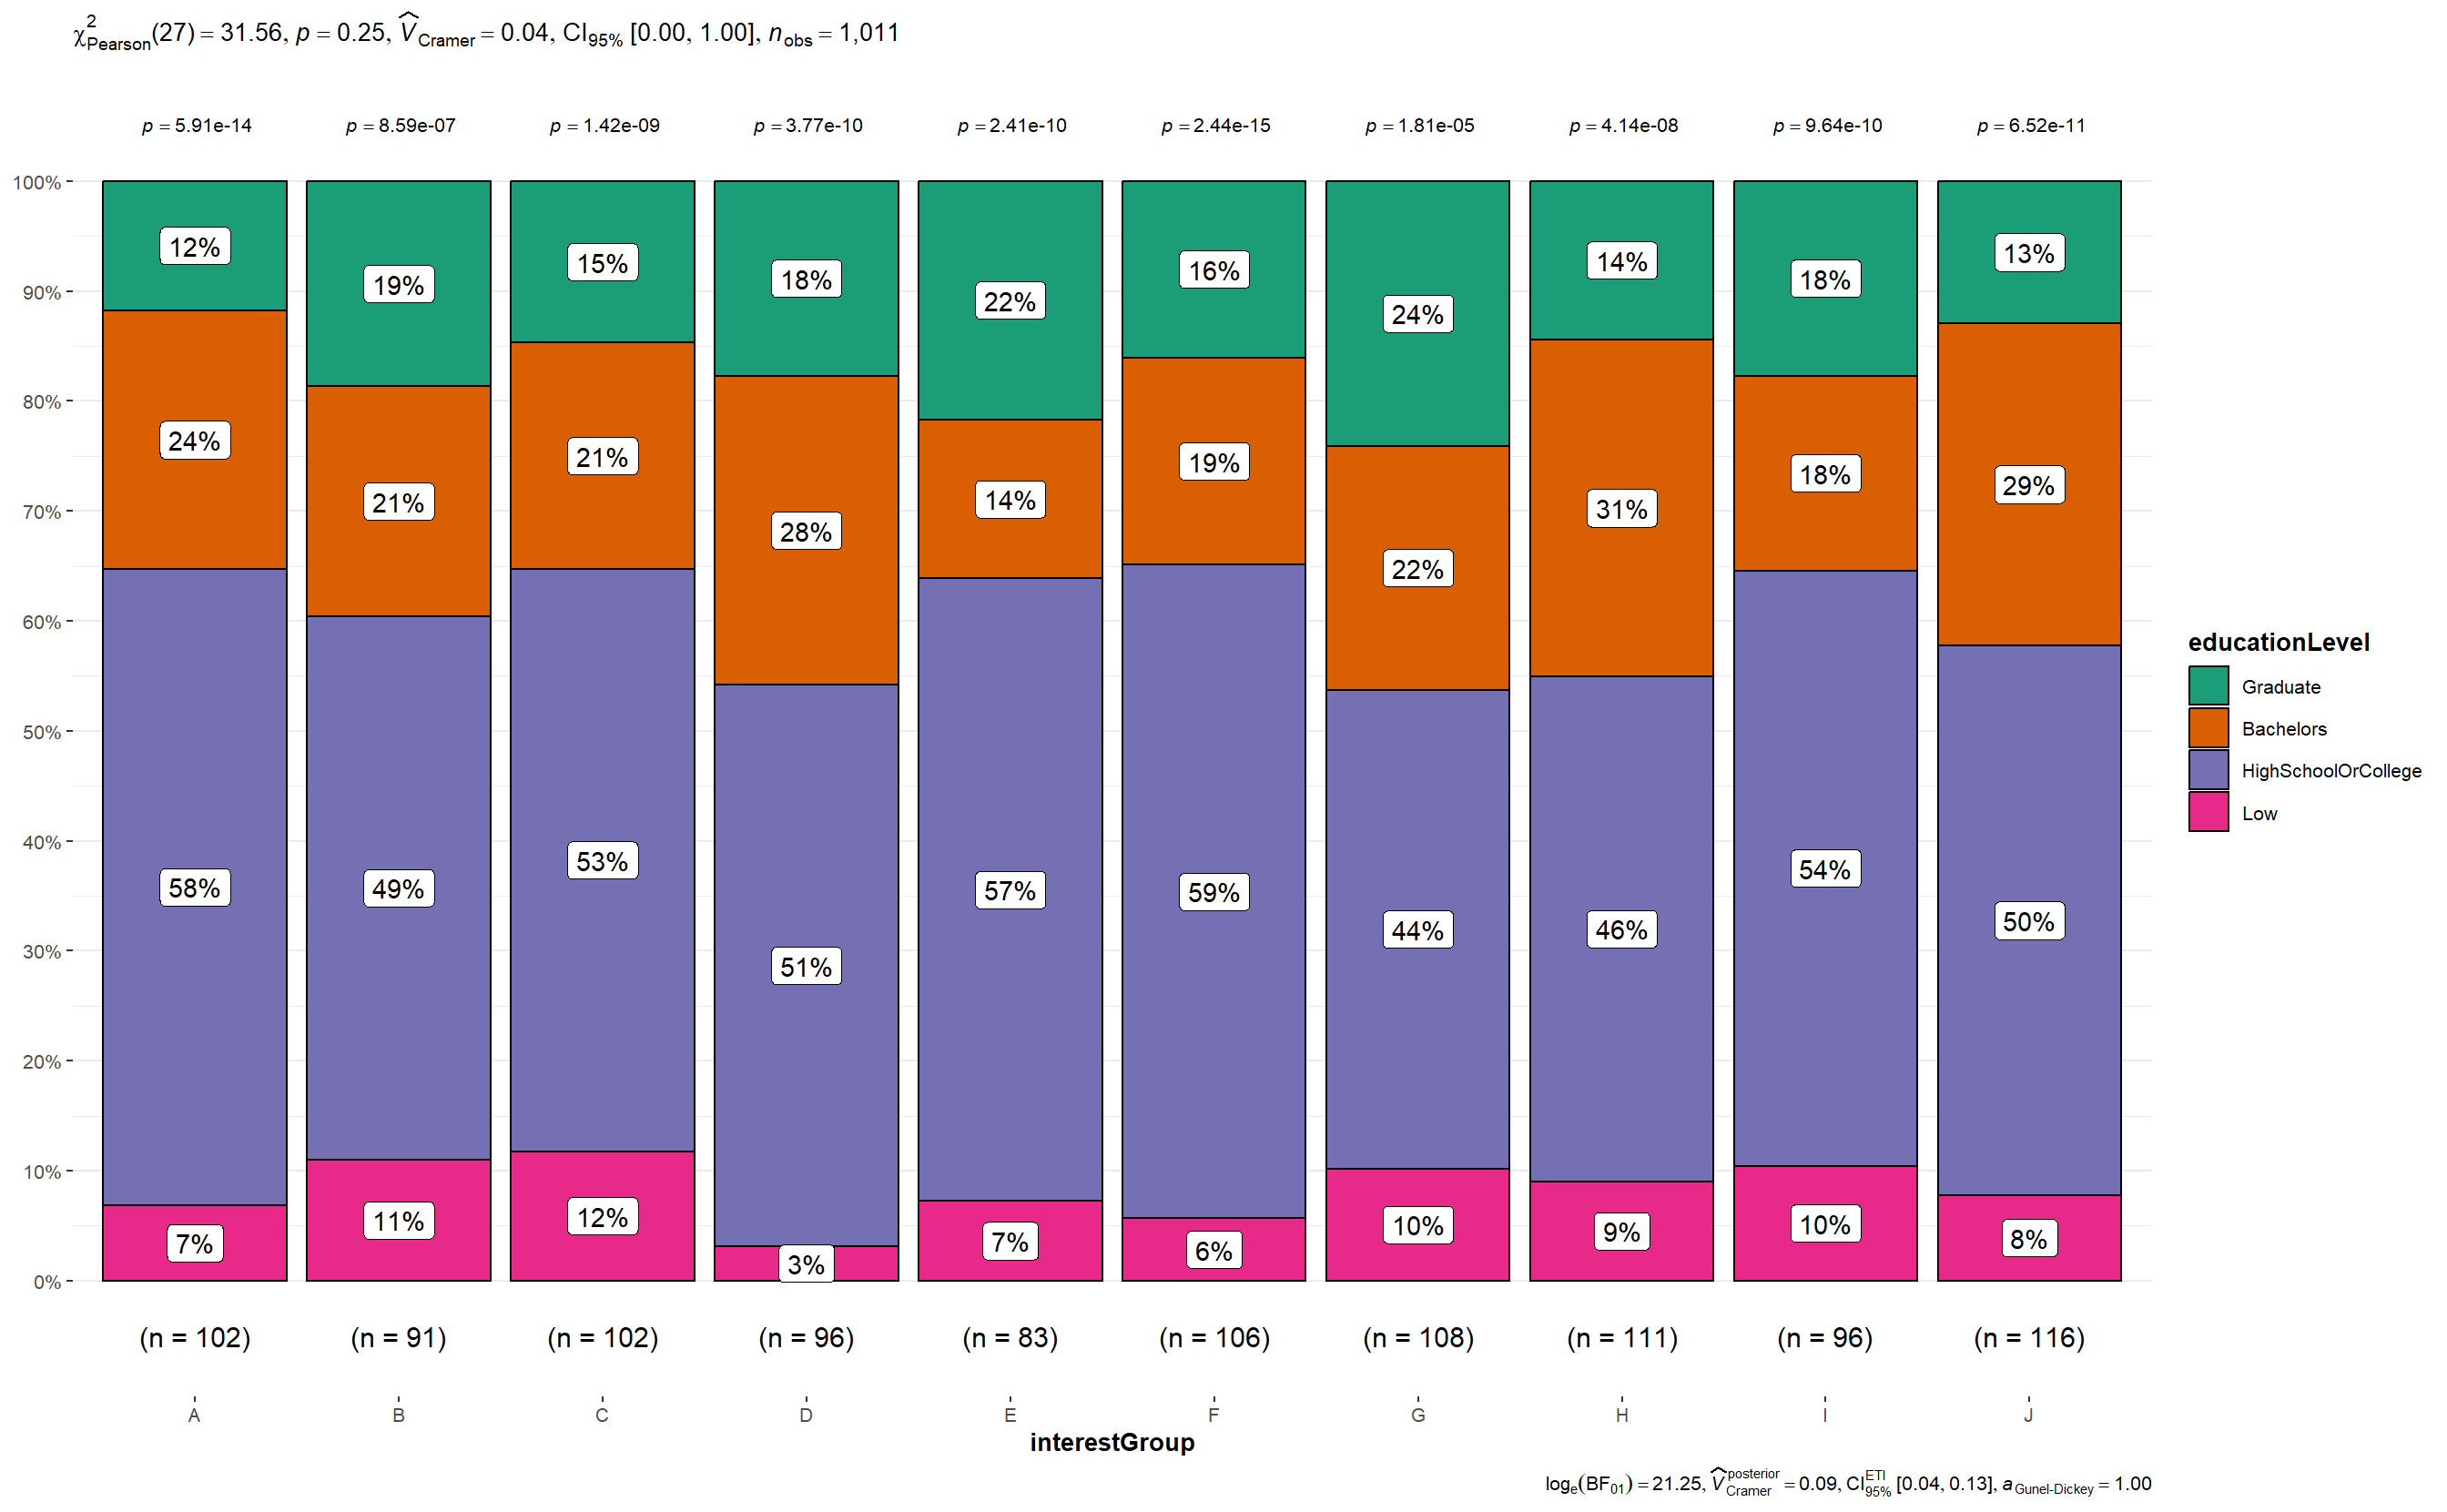 χ²Pearson(27) = 31.56, p = 0.25, V̂Cramer = 0.04, CI95% [0.00, 1.00], nobs = 1,011
p = 5.91e-14 p = 8.59e-07 p = 1.42e-09 p = 3.77e-10 p = 2.41e-10 p = 2.44e-15 p = 1.81e-05 p = 4.14e-08 p = 9.64e-10 p = 6.52e-11
100%
90%
80%
70%
60%
50%
40%
30%
20%
10%
0%
12% 19% 15% 18% 22% 16% 24% 14% 18% 13%
24% 21% 21% 28% 14% 19% 22% 31% 18% 29%
58% 49% 53% 51% 57% 59% 44% 46% 54% 50%
7% 11% 12% 3% 7% 6% 10% 9% 10% 8%
(n = 102) (n = 91) (n = 102) (n = 96) (n = 83) (n = 106) (n = 108) (n = 111) (n = 96) (n = 116)
A B C D E F G H I J
interestGroup
educationLevel
Graduate
Bachelors
HighSchoolOrCollege
Low
loge(BF01) = 21.25, V̂posteriorCramer = 0.09, CIETI95% [0.04, 0.13], aGunel-Dickey = 1.00